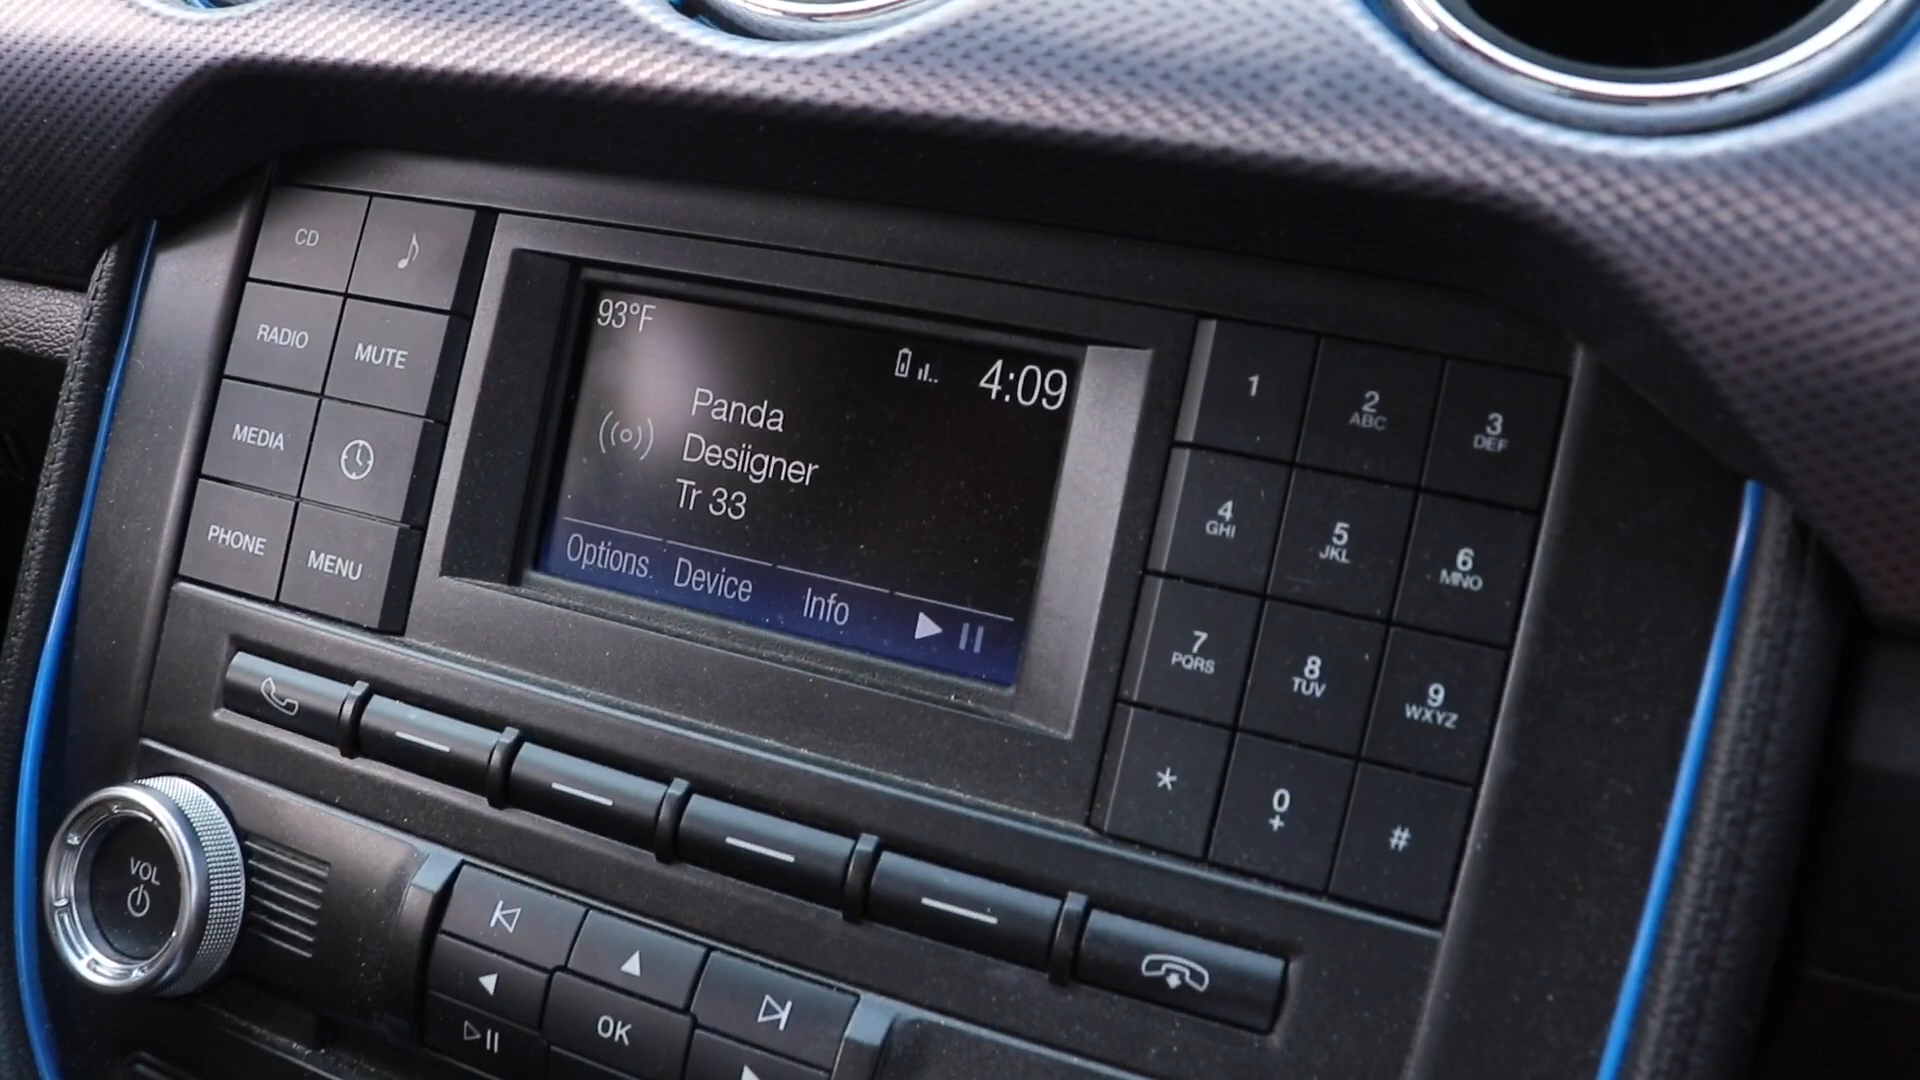 CD
RADIO
MUTE
MEDIA
PHONE
MENU
93°F
4:09
Panda
Desiigner
Tr 33
Options
Device
Info
1
2
ABC
3
DEF
4
GHI
5
JKL
6
MNO
7
PQRS
8
TUV
9
WXYZ
*
0
+
#
VOL
OK